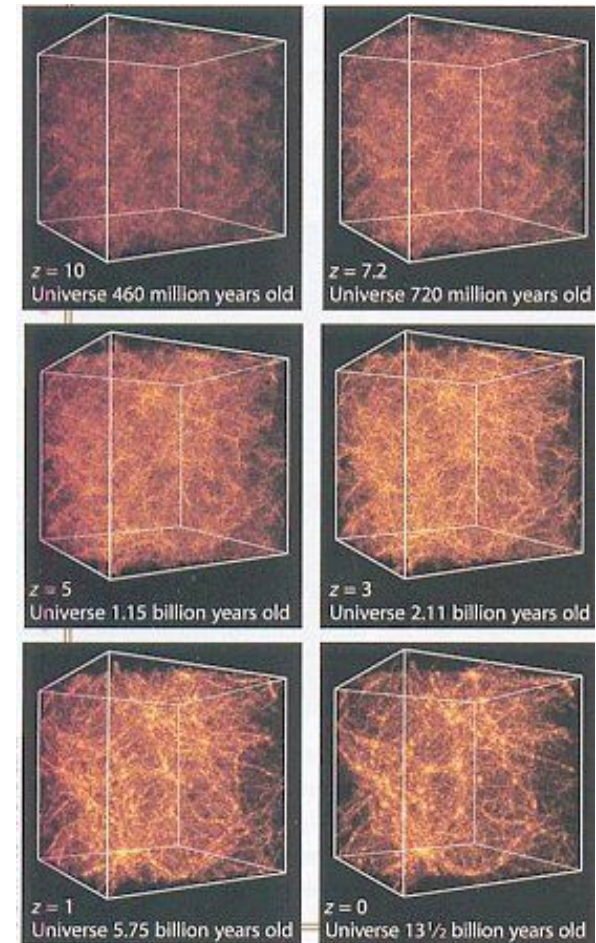 z = 10
Universe 460 million years old
z = 7.2
Universe 720 million years old
z = 5
Universe 1.15 billion years old
z = 3
Universe 2.11 billion years old
z = 1
Universe 5.75 billion years old
z = 0
Universe 13 ½ billion years old